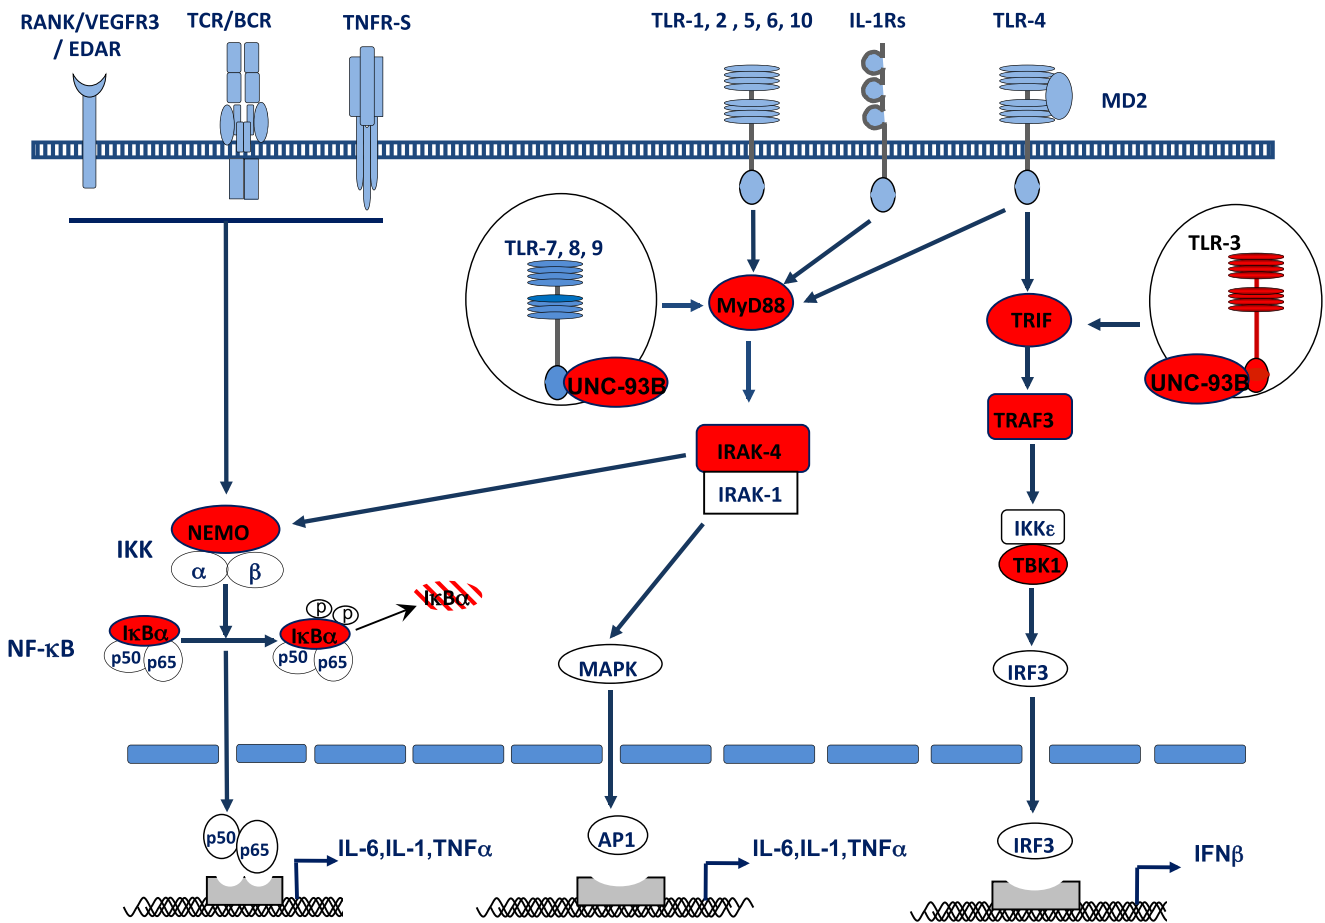 RANK/VEGFR3
/ EDAR
TCR/BCR
TNFR-S
TLR-1, 2 , 5, 6, 10
IL-1Rs
TLR-4
MD2
TLR-7, 8, 9
UNC-93B
MyD88
TRIF
TLR-3
UNC-93B
TRAF3
IRAK-4
IRAK-1
NEMO
IKK
α
β
IKKε
TBK1
IκBα
p
p
IκBα
IκBα
NF-κB
p50
p65
p50
p65
MAPK
IRF3
p50
p65
IL-6,IL-1,TNFα
AP1
IL-6,IL-1,TNFα
IRF3
IFNβ